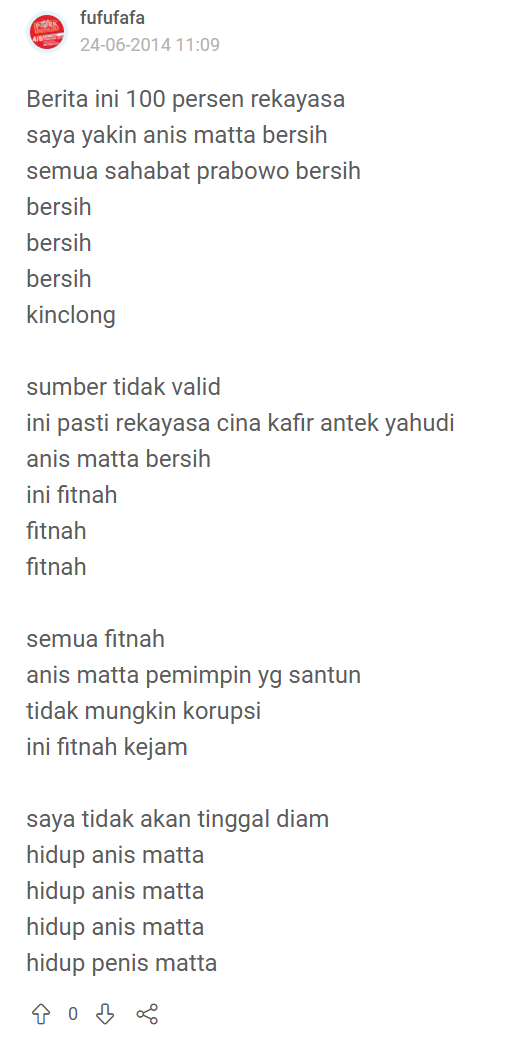 fufufafa
24-06-2014 11:09
Berita ini 100 persen rekayasa
saya yakin anis matta bersih
semua sahabat prabowo bersih
bersih
bersih
bersih
kinclong
sumber tidak valid
ini pasti rekayasa cina kafir antek yahudi
anis matta bersih
ini fitnah
fitnah
fitnah
semua fitnah
anis matta pemimpin yg santun
tidak mungkin korupsi
ini fitnah kejam
saya tidak akan tinggal diam
hidup anis matta
hidup anis matta
hidup anis matta
hidup penis matta
0